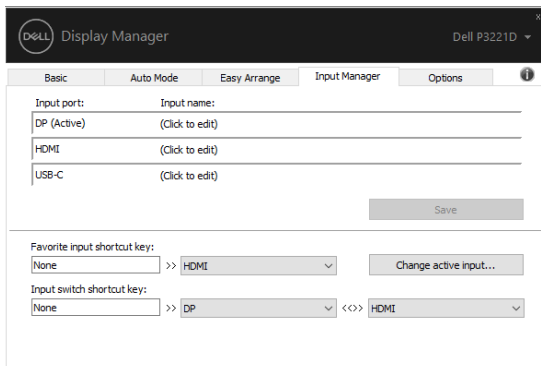 x
DELL Display Manager Dell P3221D
Basic Auto Mode Easy Arrange Input Manager Options i
Input port: Input name:
DP (Active) (Click to edit)
HDMI (Click to edit)
USB-C (Click to edit)
Save
Favorite input shortcut key:
None >> HDMI Change active input...
Input switch shortcut key:
None >> DP <<>> HDMI